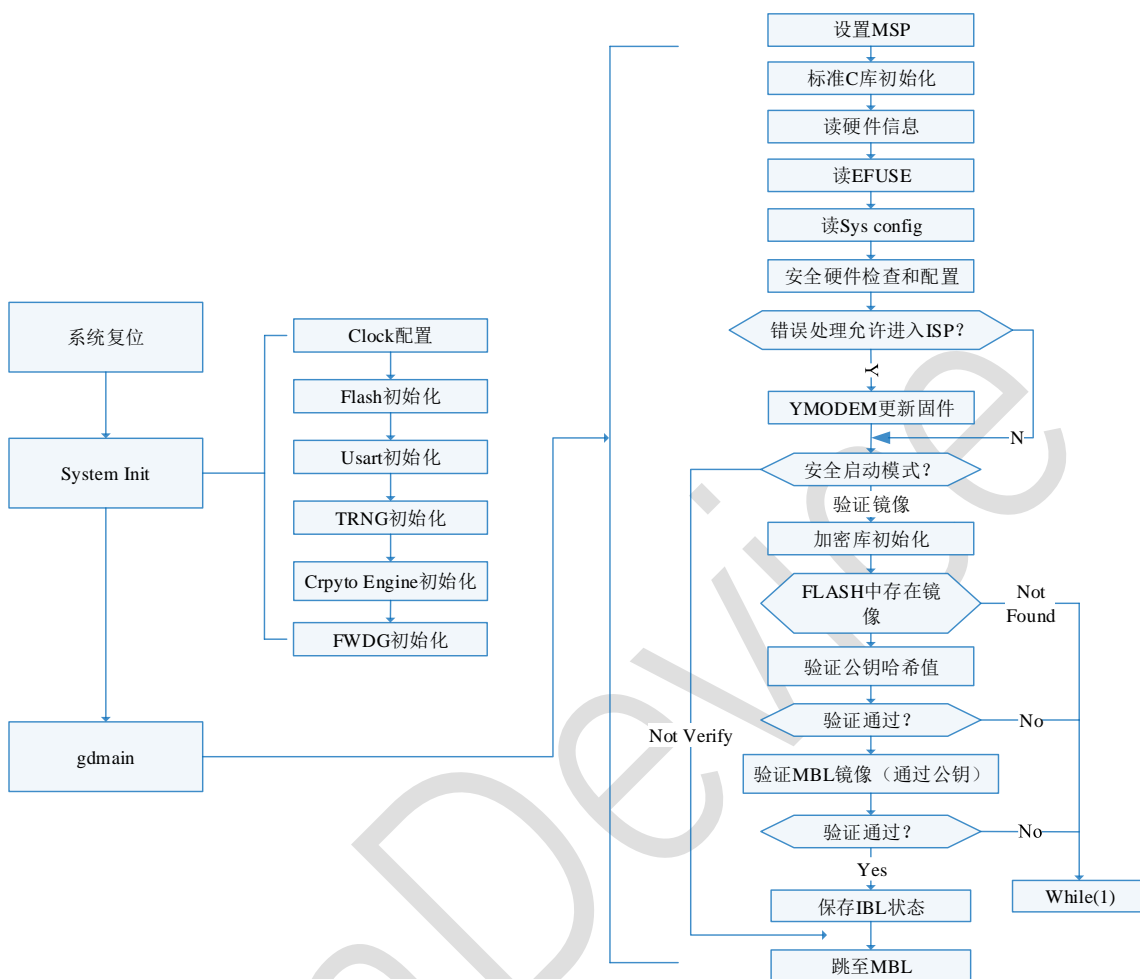 系统复位
System Init
gdmain
Clock配置
Flash初始化
Usart初始化
TRNG初始化
Crpyto Engine初始化
FWDG初始化
设置MSP
标准C库初始化
读硬件信息
读EFUSE
读Sys config
安全硬件检查和配置
错误处理允许进入ISP?
Y
YMODEM更新固件
N
安全启动模式?
验证镜像
加密库初始化
FLASH中存在镜
像
Not
Found
验证公钥哈希值
验证通过?
No
Not Verify
验证MBL镜像（通过公钥）
验证通过?
No
Yes
While(1)
保存IBL状态
跳至MBL
Devine